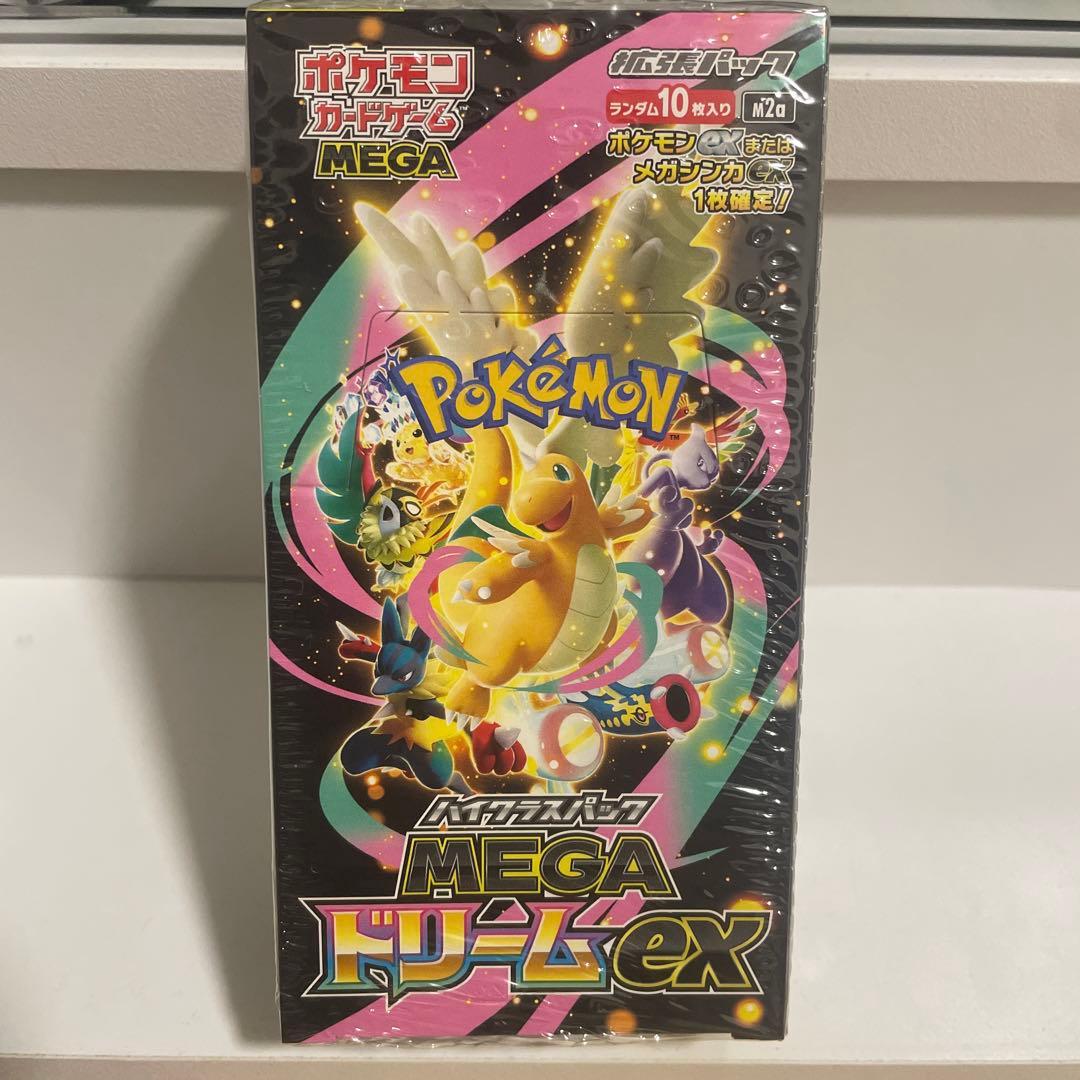 ポケモン
カードゲーム™
MEGA
拡張パック
ランダム10枚入り M2a
ポケモンexまたは
メガシンカex
1枚確定!
POKéMON™
ハイクラスパック
MEGA
ドリームex